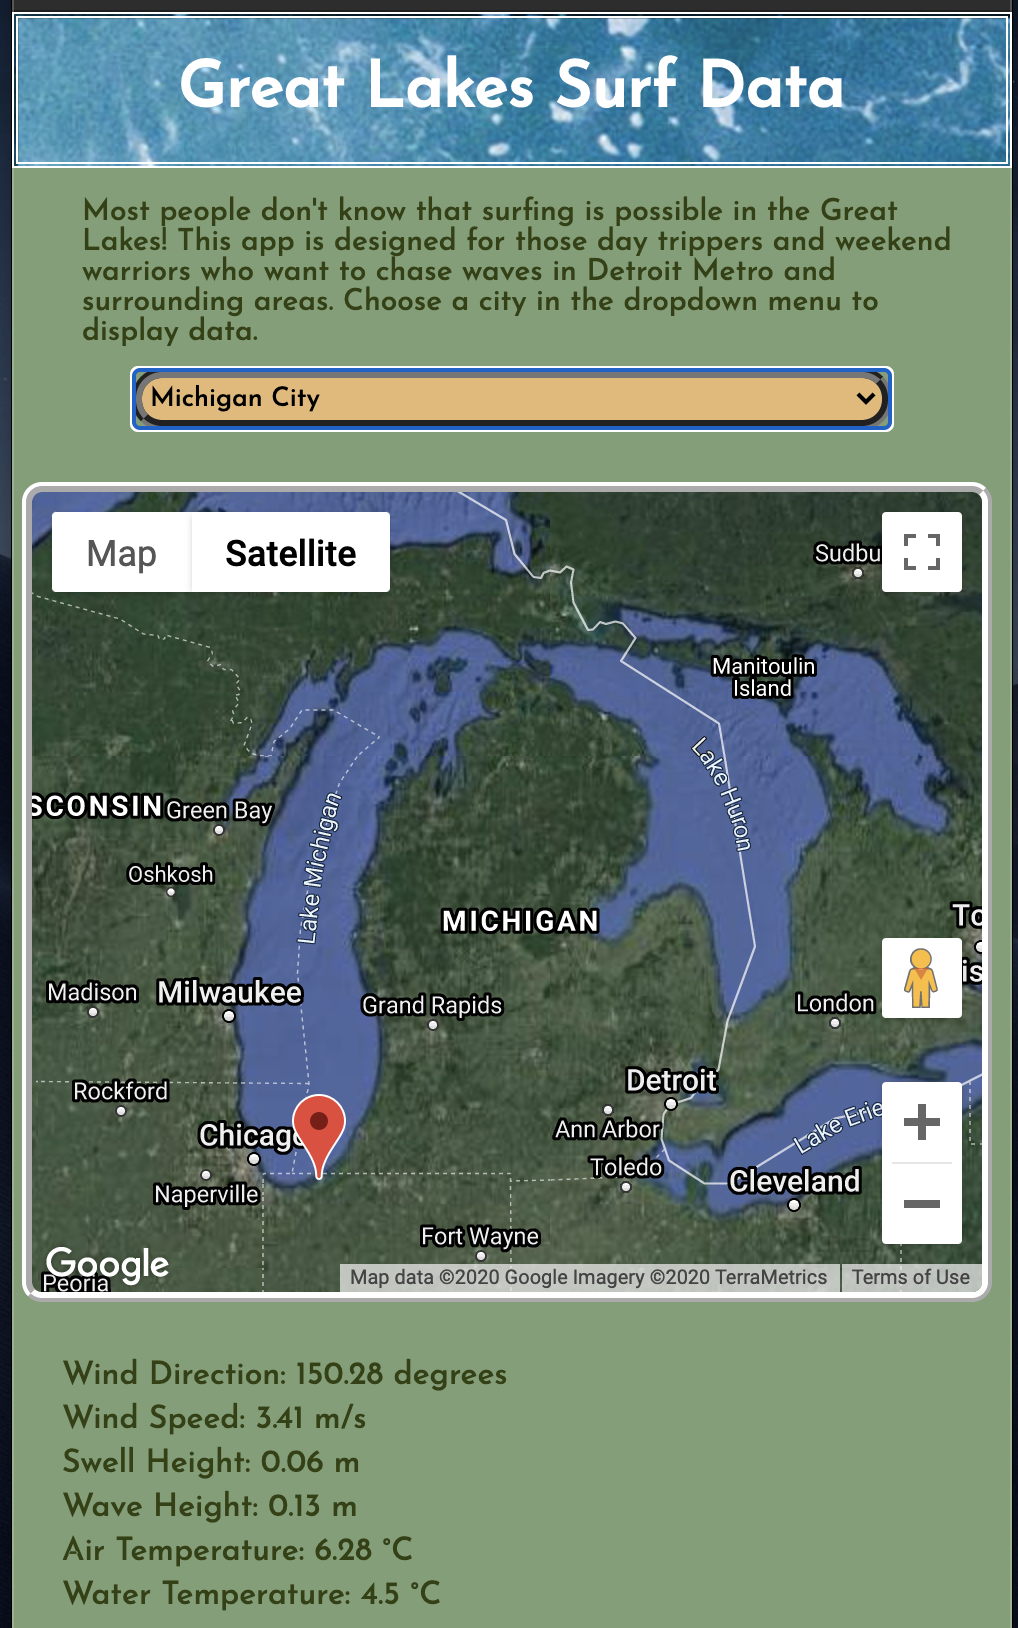 Great Lakes Surf Data
Most people don't know that surfing is possible in the Great
Lakes! This app is designed for those day trippers and weekend
warriors who want to chase waves in Detroit Metro and
surrounding areas. Choose a city in the dropdown menu to
display data.
Michigan City
Map
Satellite
Sudbu
Manitoulin
Island
Lake Huron
SCONSIN
Green Bay
Lake Michigan
Oshkosh
MICHIGAN
To
is
Madison
Milwaukee
Grand Rapids
London
Rockford
Detroit
Chicago
Ann Arbor
Lake Erie
Toledo
Cleveland
Naperville
Fort Wayne
Google
Peoria
Map data ©2020 Google Imagery ©2020 TerraMetrics
Terms of Use
Wind Direction: 150.28 degrees
Wind Speed: 3.41 m/s
Swell Height: 0.06 m
Wave Height: 0.13 m
Air Temperature: 6.28 °C
Water Temperature: 4.5 °C